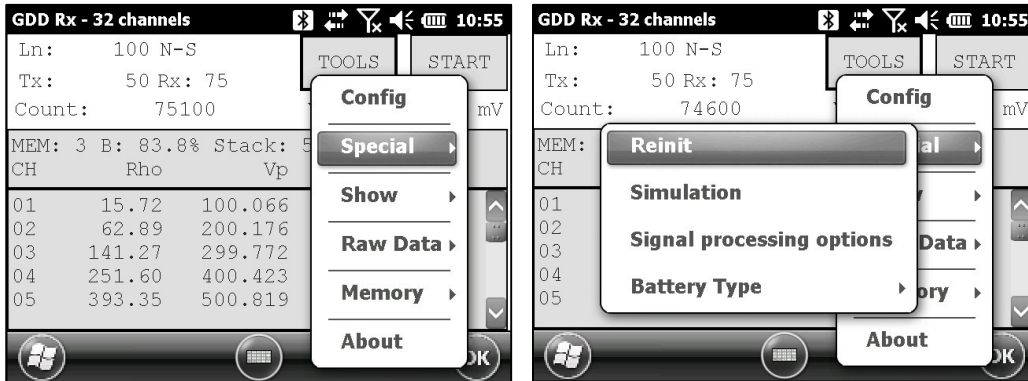 GDD Rx - 32 channels 10:55
Ln: 100 N-S
Tx: 50 Rx: 75
Count: 75100 mV
TOOLS START
MEM: 3 B: 83.8% Stack: 5
CH Rho Vp
01 15.72 100.066
02 62.89 200.176
03 141.27 299.772
04 251.60 400.423
05 393.35 500.819
Config
Special
Show
Raw Data
Memory
About
GDD Rx - 32 channels 10:55
Ln: 100 N-S
Tx: 50 Rx: 75
Count: 74600 mV
TOOLS START
MEM:
CH
01
02
03
04
05
Config
Reinit
Simulation
Signal processing options
Battery Type
Data
About